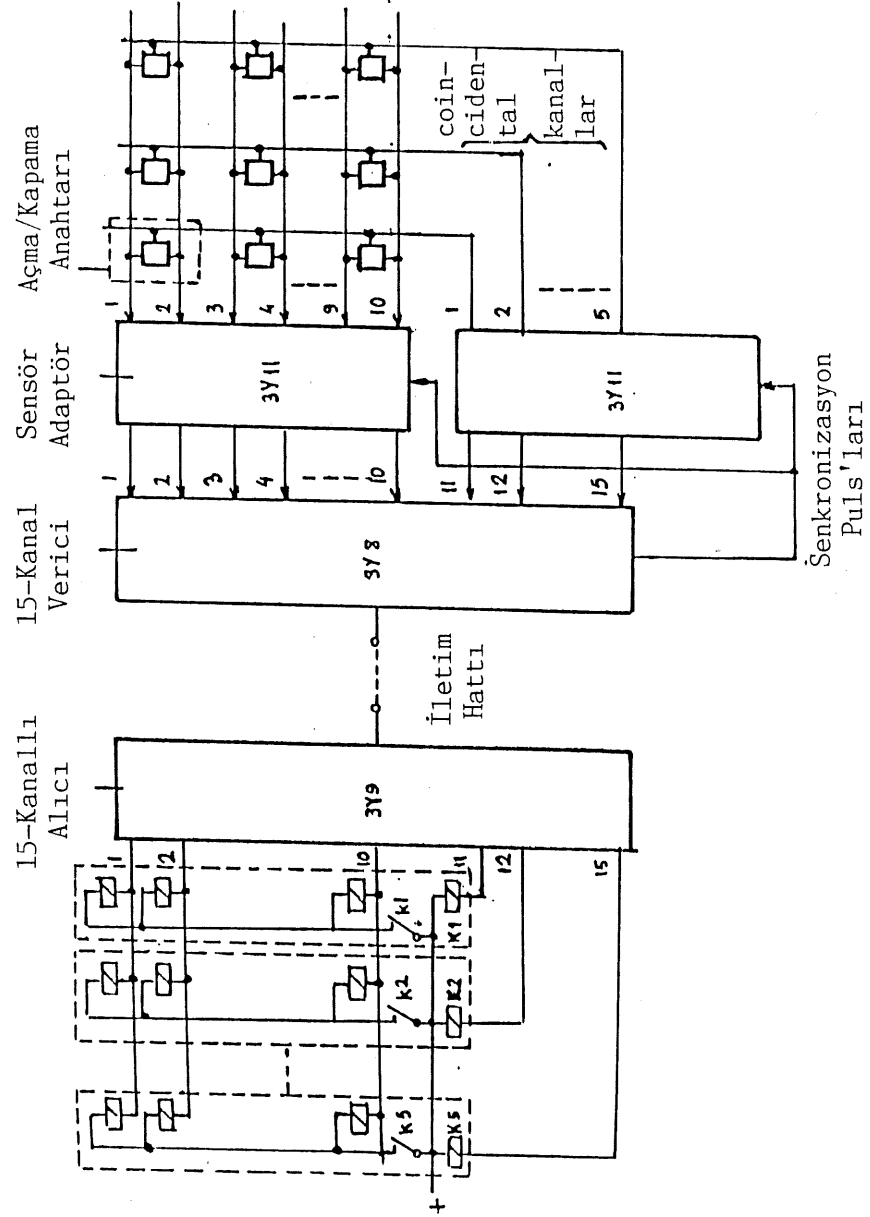 Açma/Kapama
Anahtarı
Sensör
Adaptör
15-Kanal
Verici
15-Kanallı
Alıcı
coin-
ciden-
tal
kanal-
lar
1
2
3
4
9
10
1
2
5
3Y11
3Y11
1
2
3
4
10
11
12
15
3Y8
İletim
Hattı
Senkronizasyon
Puls'ları
3Y9
1
2
10
11
12
15
K1
K1
K2
K2
K5
K5
+